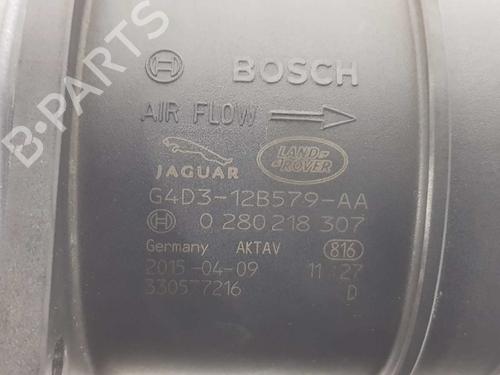 B-PARTS
BOSCH
AIR FLOW
JAGUAR LAND-ROVER
G4D3-12B579-AA
0 280 218 307
Germany AKTAV 816
2015-04-09 11:27
330577216 D